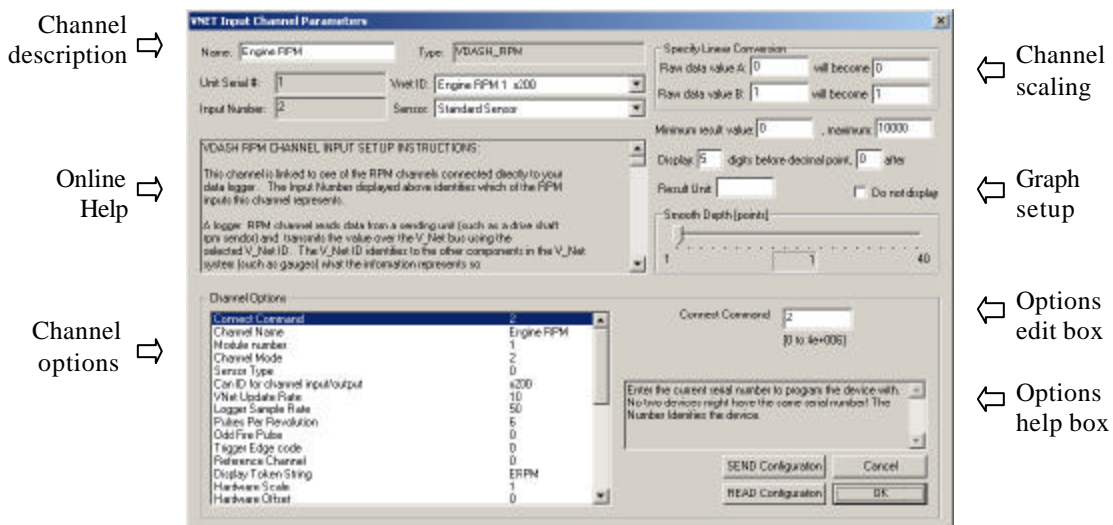 VNET Input Channel Parameters
Channel description
Name: Engine RPM
Type: VDASH_RPM
Unit Serial #: 1
Vnet ID: Engine RPM 1 x200
Input Number: 2
Sensor: Standard Sensor
Specify Linear Conversion
Raw data value A: 0 will become 0
Raw data value B: 1 will become 1
Channel scaling
Minimum result value: 0 , maximum: 10000
Display: 5 digits before decimal point, 0 after
Result Unit
Do not display
Smooth Depth (points)
1 1 40
Graph setup
Online Help
VDASH RPM CHANNEL INPUT SETUP INSTRUCTIONS:
This channel is linked to one of the RPM channels connected directly to your
data logger. The Input Number displayed above identifies which of the RPM
inputs this channel represents.
A logger RPM channel reads data from a sending unit (such as a drive shaft
rpm sendor) and transmits the value over the V_Net bus using the
selected V_Net ID. The V_Net ID identifies to the other components in the V_Net
system (such as gauges) what the information represents so
Channel options
Channel Options
Connect Command 2
Channel Name Engine RPM
Module number 1
Channel Mode 2
Sensor Type 0
Can ID for channel input/output x200
VNet Update Rate 10
Logger Sample Rate 50
Pulses Per Revolution 6
Odd Fire Pulse 0
Trigger Edge code 0
Reference Channel 0
Display Token String ERPM
Hardware Scale 1
Hardware Offset 0
Connect Command 2
[0 to 4e+006]
Options edit box
Enter the current serial number to program the device with.
No two devices might have the same serial number! The
Number Identifies the device.
Options help box
SEND Configuration
Cancel
READ Configuration
OK